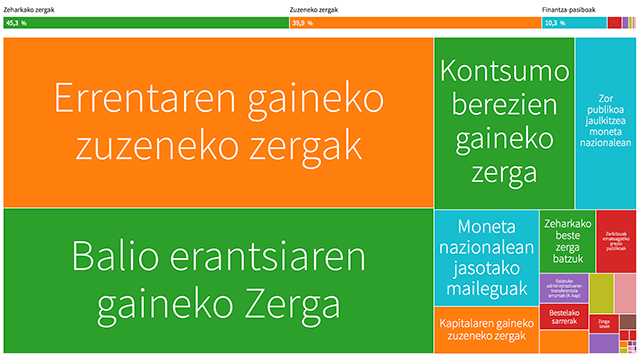 Zeharkako zergak
Zuzeneko zergak
Finantza-pasiboak
45,3 %
39,9 %
10,3 %
Errentaren gaineko
zuzeneko zergak
Kontsumo
berezien
gaineko
zerga
Zor
publikoa
jaulkitzea
moneta
nazionalean
Balio erantsiaren
gaineko Zerga
Moneta
nazionalean
jasotako
maileguak
Zeharkako
beste
zerga
batzuk
Zerbitzuak
emateagatiko
prezio
publikoak
Estatuko
administrazioaren
transferentzia
arruntak (4. kap)
Kapitalaren gaineko
zuzeneko zergak
Bestelako
sarrerak
Zerga-
tasak